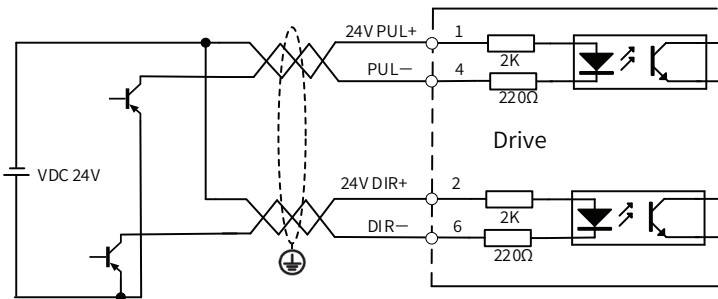 24V PUL+
1
2K
PUL—
4
220Ω
Drive
VDC 24V
24V DIR+
2
2K
DIR—
6
220Ω